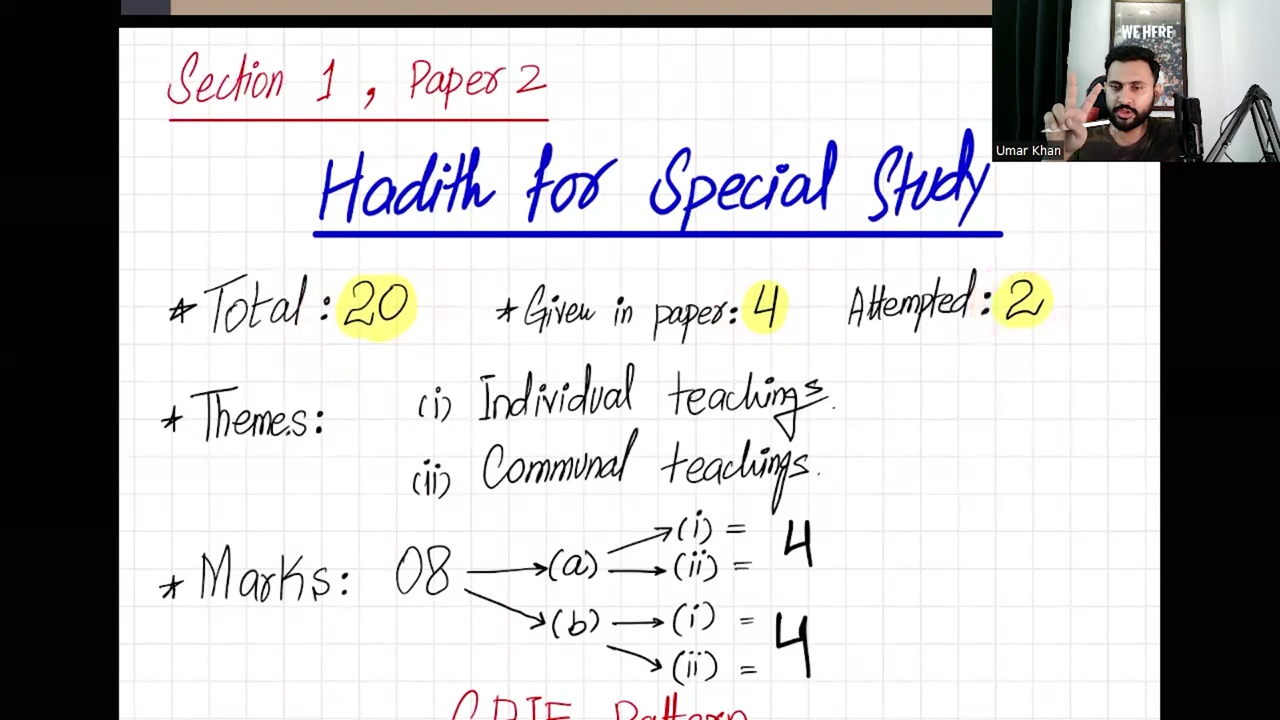 Section 1, Paper 2
WE HERE
Umar Khan
Hadith for Special Study
* Total: 20 * Given in paper: 4 Attempted: 2
* Themes: (i) Individual teachings.
(ii) Communal teachings.
* Marks: 08 → (a) → (i) = 4
→ (ii) =
→ (b) → (i) = 4
→ (ii) =
Pattern